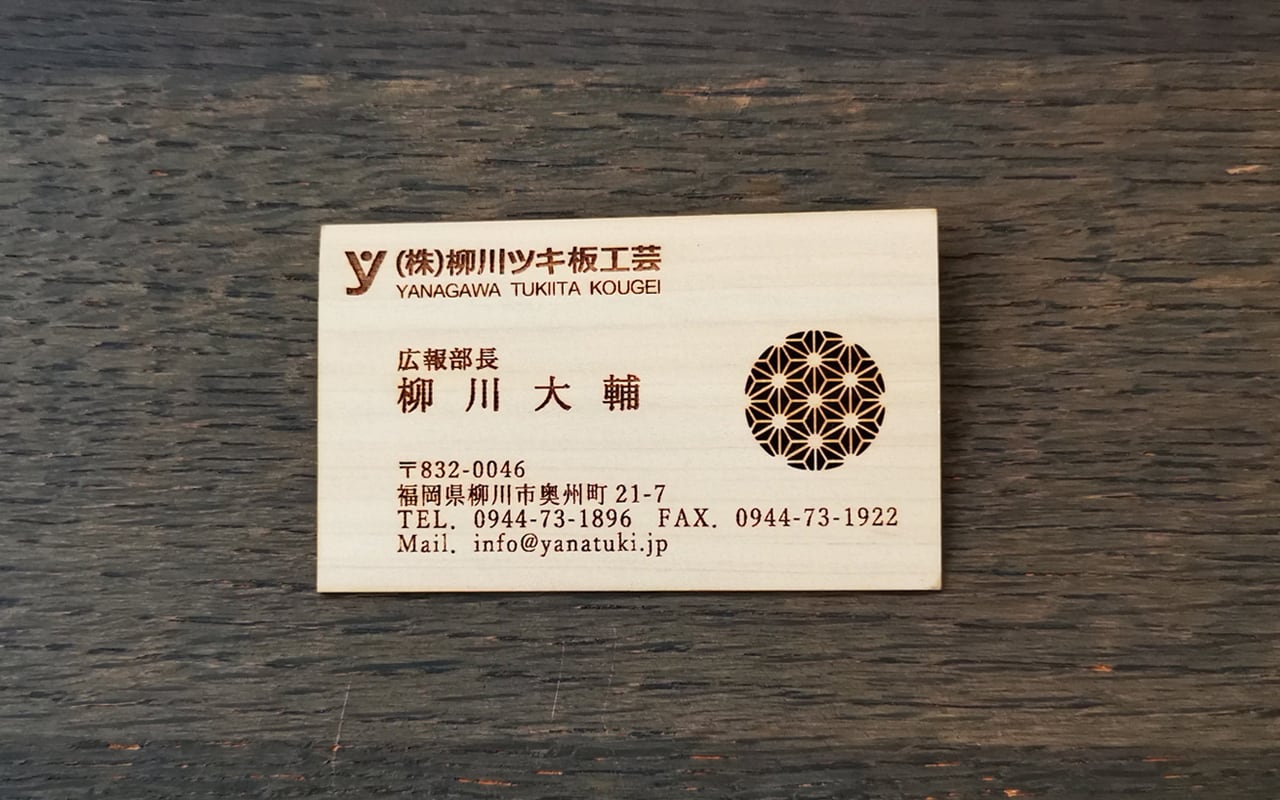 (株)柳川ツキ板工芸
YANAGAWA TUKIITA KOUGEI
広報部長
柳川大輔
〒832-0046
福岡県柳川市奥州町 21-7
TEL. 0944-73-1896 FAX. 0944-73-1922
Mail. info@yanatuki.jp